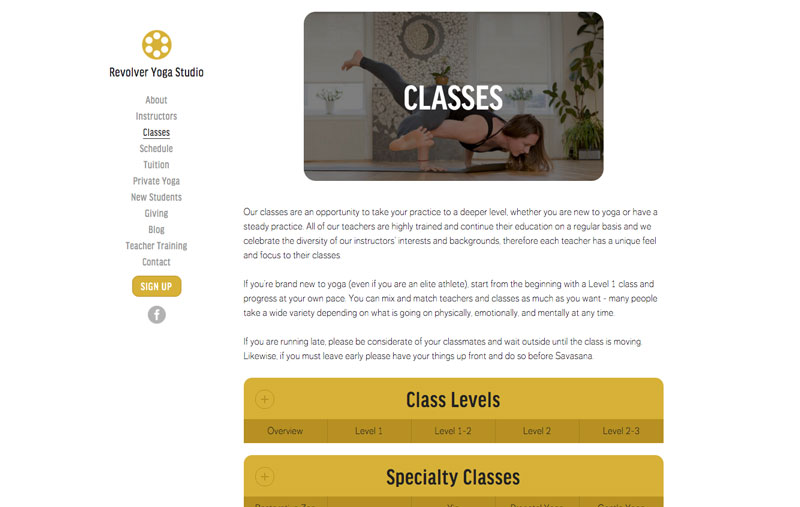 Revolver Yoga Studio
About
Instructors
Classes
Schedule
Tuition
Private Yoga
New Students
Giving
Blog
Teacher Training
Contact
SIGN UP
CLASSES
Our classes are an opportunity to take your practice to a deeper level, whether you are new to yoga or have a
steady practice. All of our teachers are highly trained and continue their education on a regular basis and we
celebrate the diversity of our instructors' interests and backgrounds, therefore each teacher has a unique feel
and focus to their classes.
If you're brand new to yoga (even if you are an elite athlete), start from the beginning with a Level 1 class and
progress at your own pace. You can mix and match teachers and classes as much as you want - many people
take a wide variety depending on what is going on physically, emotionally, and mentally at any time.
If you are running late, please be considerate of your classmates and wait outside until the class is moving.
Likewise, if you must leave early please have your things up front and do so before Savasana.
Class Levels
Overview Level 1 Level 1-2 Level 2 Level 2-3
Specialty Classes